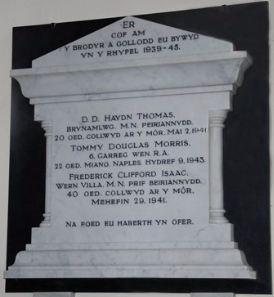 ER
COF AM
Y BRODYR A GOLLODD EU BYWYD
YN Y RHYFEL 1939-45.
D. D. HAYDN THOMAS,
BRYNAMLWG, M.N. PEIRIANNYDD.
20 OED. COLLWYD AR Y MÔR, MAI 2, 1941
TOMMY DOUGLAS MORRIS,
6, GARREG WEN, R.A.
22 OED. MIANO, NAPLES HYDREF 9, 1943.
FREDERICK CLIFFORD ISAAC,
WERN VILLA, M.N. PRIF BEIRIANNYDD.
40 OED. COLLWYD AR Y MÔR,
MEHEFIN 29, 1941.
NA FOED EU HABERTH YN OFER.